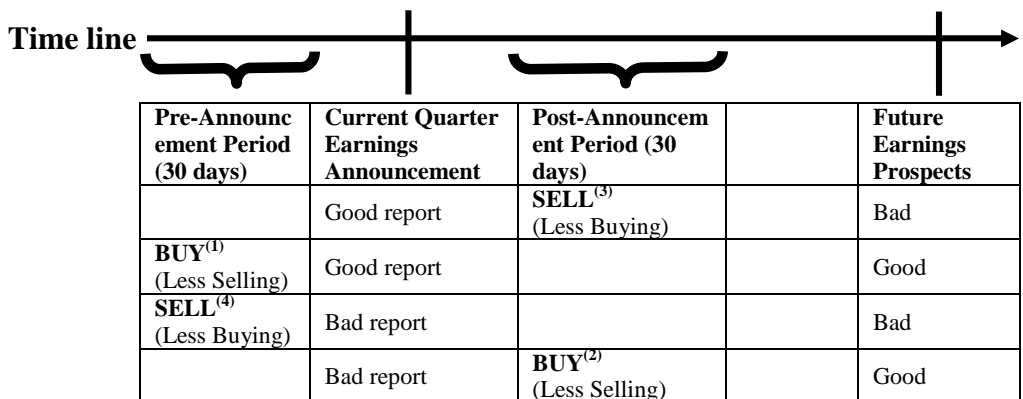 Time line
Pre-Announc
ement Period
(30 days)
Current Quarter
Earnings
Announcement
Post-Announcem
ent Period (30
days)
Future
Earnings
Prospects
Good report
SELL(3)
(Less Buying)
Bad
BUY(1)
(Less Selling)
Good report
Good
SELL(4)
(Less Buying)
Bad report
Bad
Bad report
BUY(2)
(Less Selling)
Good